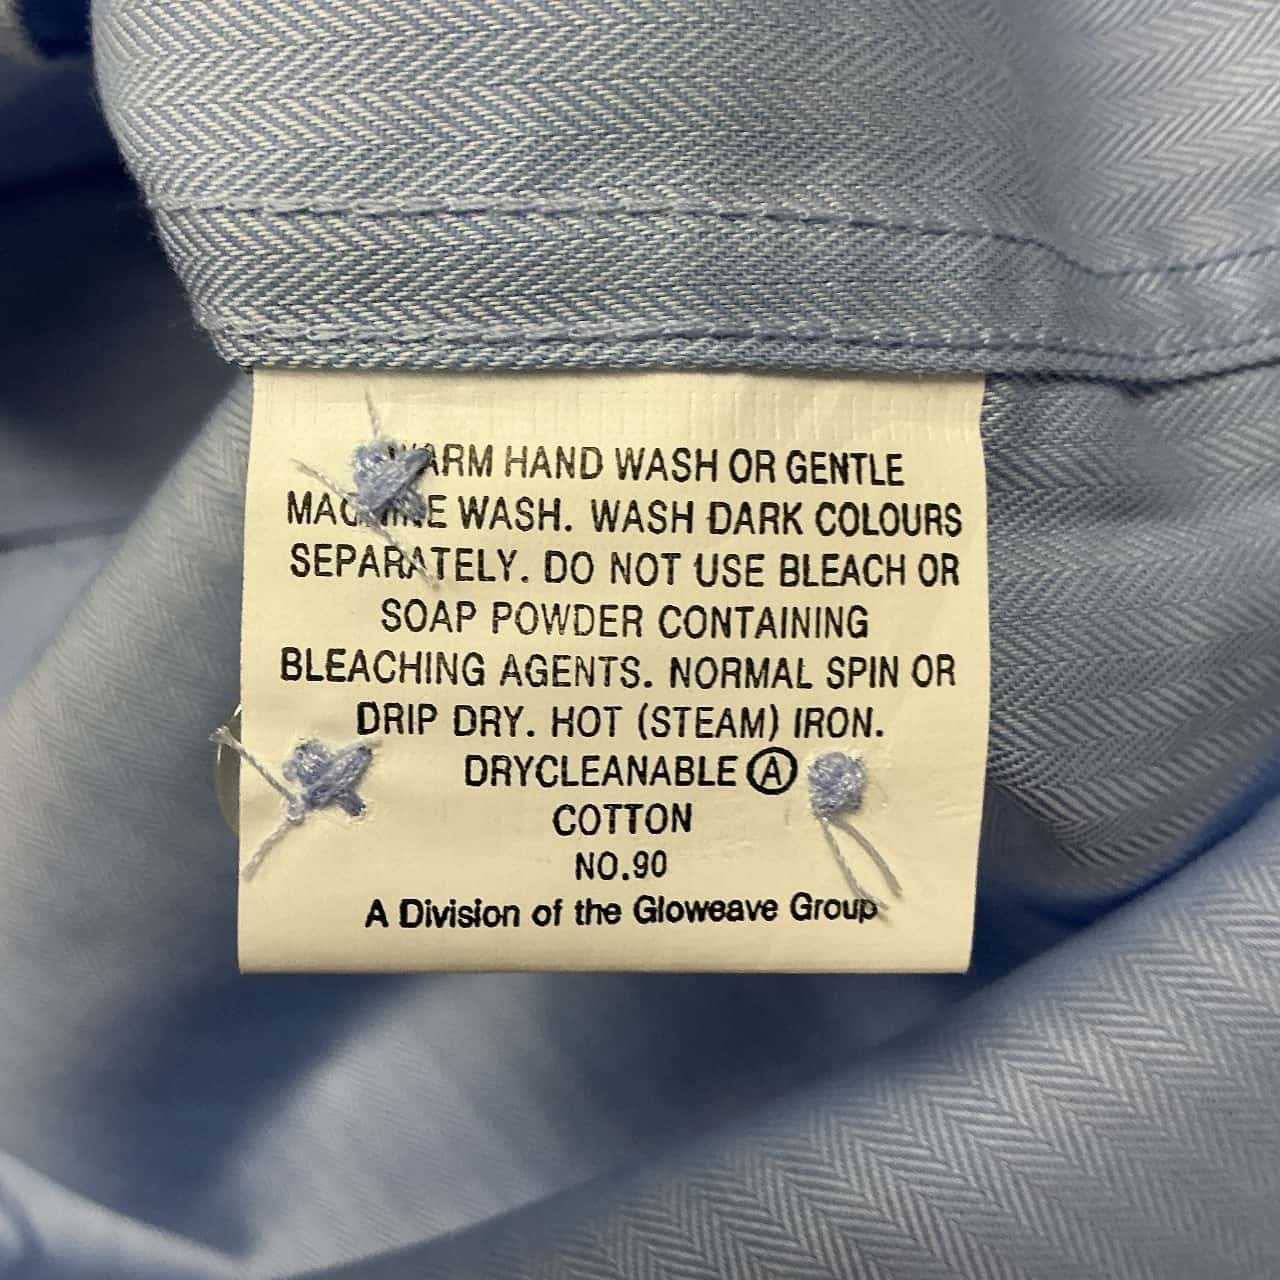 WARM HAND WASH OR GENTLE
MACHINE WASH. WASH DARK COLOURS
SEPARATELY. DO NOT USE BLEACH OR
SOAP POWDER CONTAINING
BLEACHING AGENTS. NORMAL SPIN OR
DRIP DRY. HOT (STEAM) IRON.
DRYCLEANABLE Ⓐ
COTTON
NO.90
A Division of the Gloweave Group